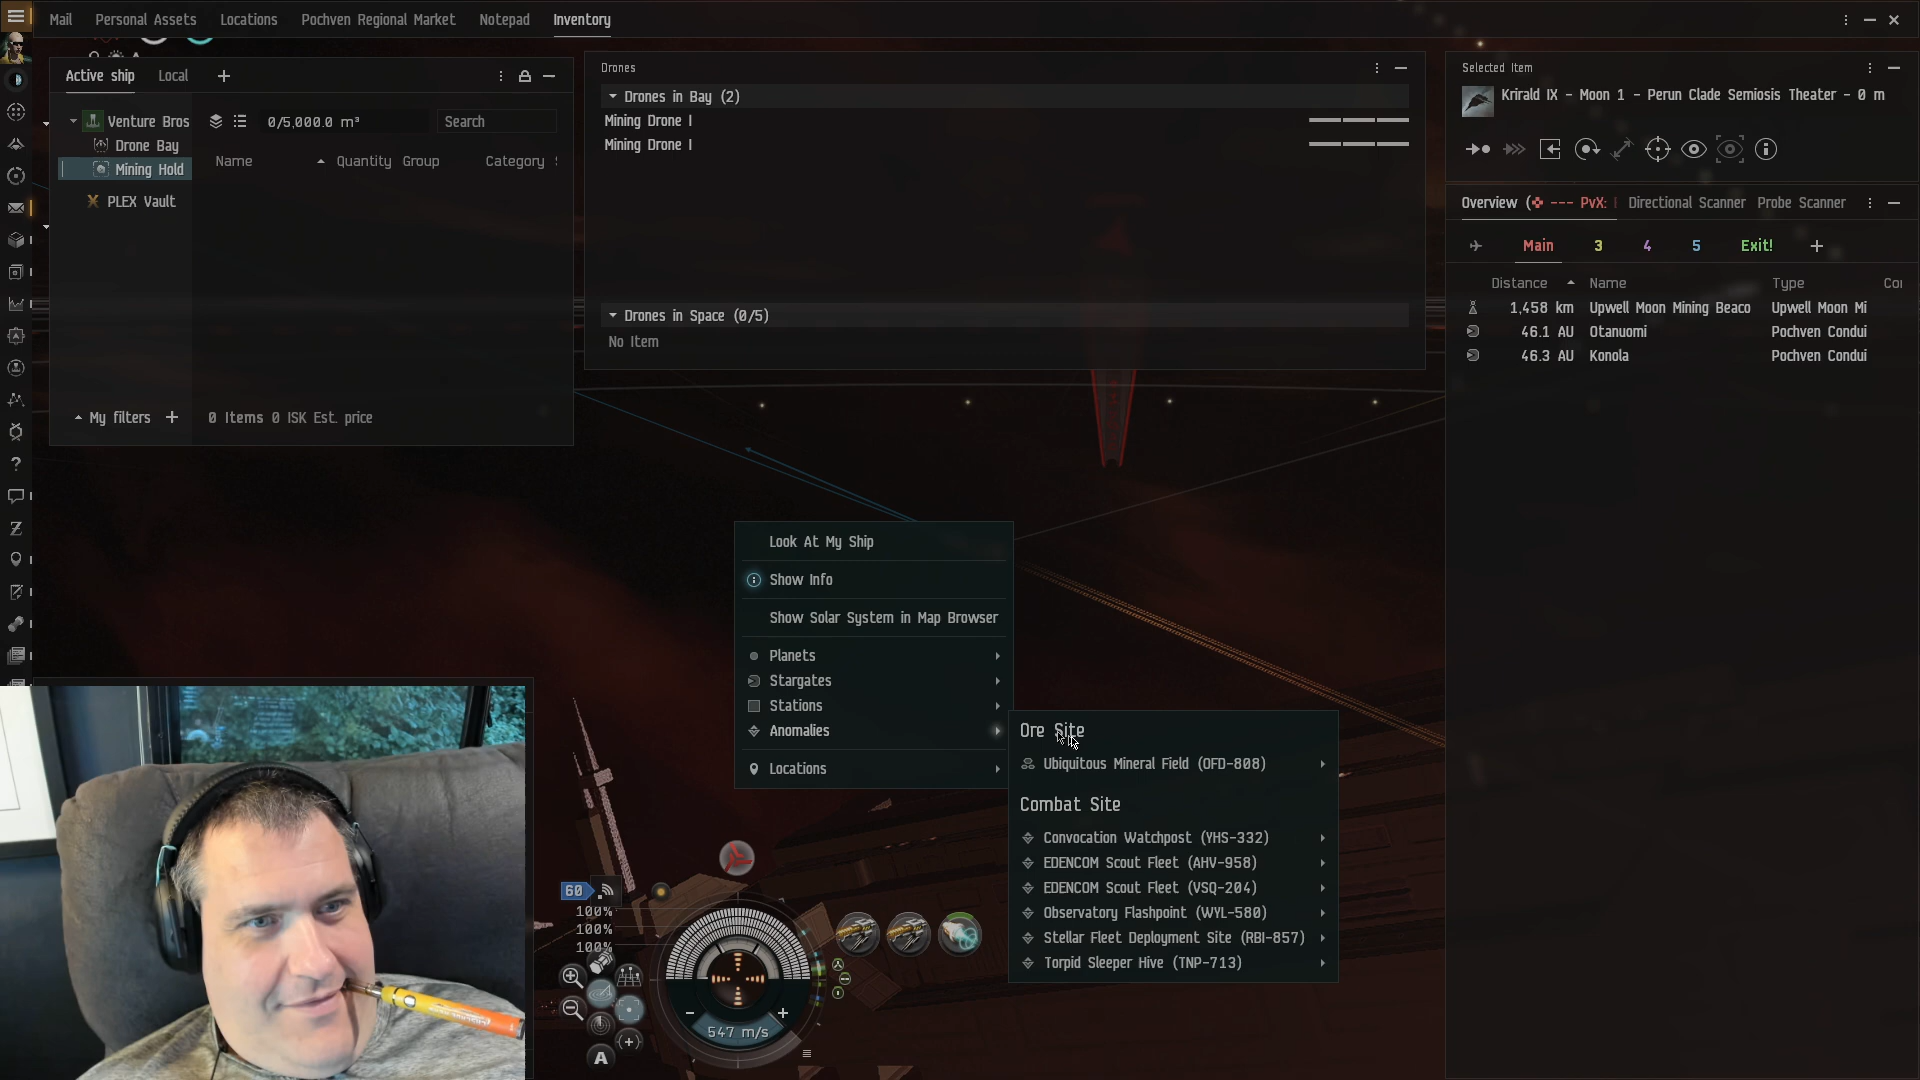 Mail Personal Assets Locations Pochven Regional Market Notepad Inventory
Active ship Local
Venture Bros
Drone Bay
Mining Hold
PLEX Vault
0/5,000.0 m³
Search
Name Quantity Group Category
My filters
0 Items 0 ISK Est. price
Drones
Drones in Bay (2)
Mining Drone I
Mining Drone I
Drones in Space (0/5)
No Item
Selected Item
Krirald IX - Moon 1 - Perun Clade Semiosis Theater - 0 m
Overview ( --- PvX: Directional Scanner Probe Scanner
Main 3 4 5 Exit!
Distance Name Type
1,458 km Upwell Moon Mining Beaco Upwell Moon Mi
46.1 AU Otanuomi Pochven Condui
46.3 AU Konola Pochven Condui
Look At My Ship
Show Info
Show Solar System in Map Browser
Planets
Stargates
Stations
Anomalies
Locations
Ore Site
Ubiquitous Mineral Field (OFD-808)
Combat Site
Convocation Watchpost (YHS-332)
EDENCOM Scout Fleet (AHV-958)
EDENCOM Scout Fleet (VSQ-204)
Observatory Flashpoint (WYL-580)
Stellar Fleet Deployment Site (RBI-857)
Torpid Sleeper Hive (TNP-713)
60
100%
100%
100%
547 m/s
A